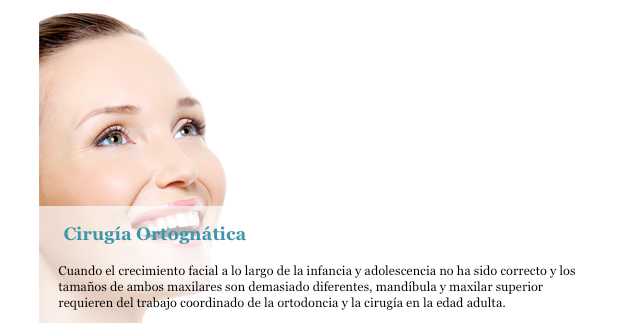 Cirugía Ortognática
Cuando el crecimiento facial a lo largo de la infancia y adolescencia no ha sido correcto y los
tamaños de ambos maxilares son demasiado diferentes, mandíbula y maxilar superior
requieren del trabajo coordinado de la ortodoncia y la cirugía en la edad adulta.